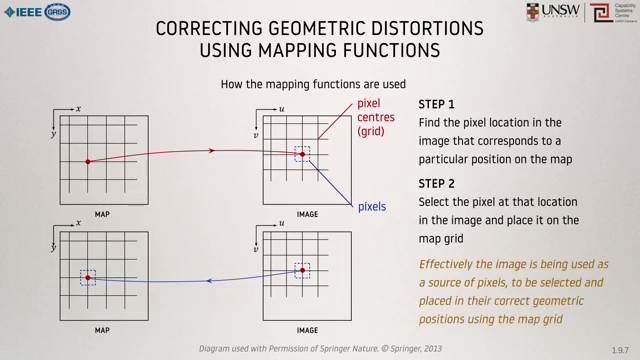 IEEE GRSS
UNSW
AUSTRALIA
Capability
Systems
Centre
CORRECTING GEOMETRIC DISTORTIONS
USING MAPPING FUNCTIONS
How the mapping functions are used
x
y
MAP
u
v
IMAGE
pixel
centres
(grid)
pixels
x
y
MAP
u
v
IMAGE
STEP 1
Find the pixel location in the
image that corresponds to a
particular position on the map
STEP 2
Select the pixel at that location
in the image and place it on the
map grid
Effectively the image is being used as
a source of pixels, to be selected and
placed in their correct geometric
positions using the map grid
Diagram used with Permission of Springer Nature. © Springer, 2013
1.9.7